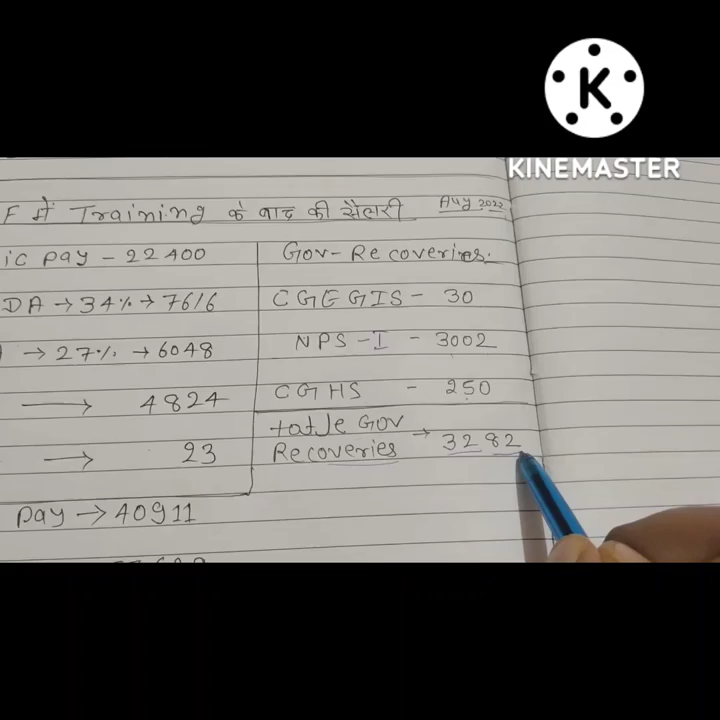 KINEMASTER
F में Training के बाद की सैलरी Aug 2022
ic pay - 22400
DA → 34% → 7616
→ 27% → 6048
→ 4824
→ 23
pay → 40911
Gov - Recoveries.
CGEGIS - 30
NPS - I - 3002
CGHS - 250
totle Gov
Recoveries → 3282